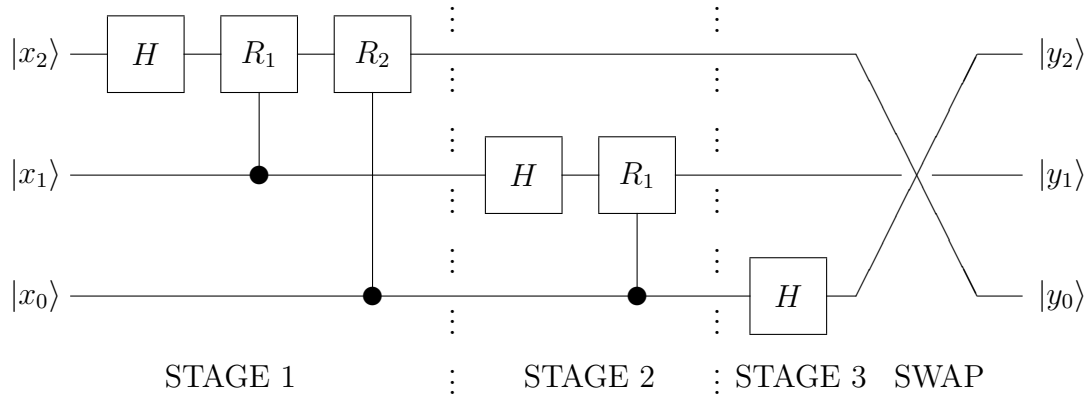 |x₂⟩ H R₁ R₂ |y₂⟩
|x₁⟩ H R₁ |y₁⟩
|x₀⟩ H |y₀⟩
STAGE 1 STAGE 2 STAGE 3 SWAP